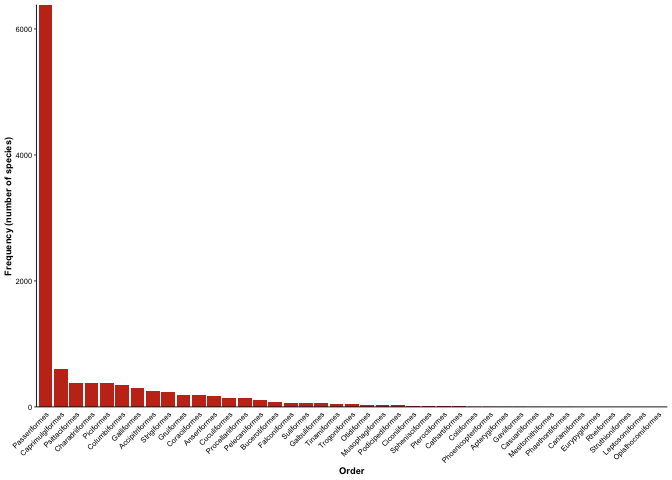 Frequency (number of species)
6000
4000
2000
0
Passeriformes
Caprimulgiformes
Psittaciformes
Charadriiformes
Piciformes
Columbiformes
Galliformes
Accipitriformes
Strigiformes
Gruiformes
Coraciiformes
Anseriformes
Cuculiformes
Procellariiformes
Pelecaniformes
Bucerotiformes
Falconiformes
Suliformes
Galbuliformes
Tinamiformes
Trogoniformes
Otidiformes
Musophagiformes
Podicipediformes
Ciconiiformes
Sphenisciformes
Pterocliformes
Cathartiformes
Coliiformes
Phoenicopteriformes
Apterygiformes
Gaviiformes
Casuariiformes
Mesitornithiformes
Phaethontiformes
Cariamiformes
Eurypygiformes
Rheiformes
Struthioniformes
Leptosomiformes
Opisthocomiformes
Order